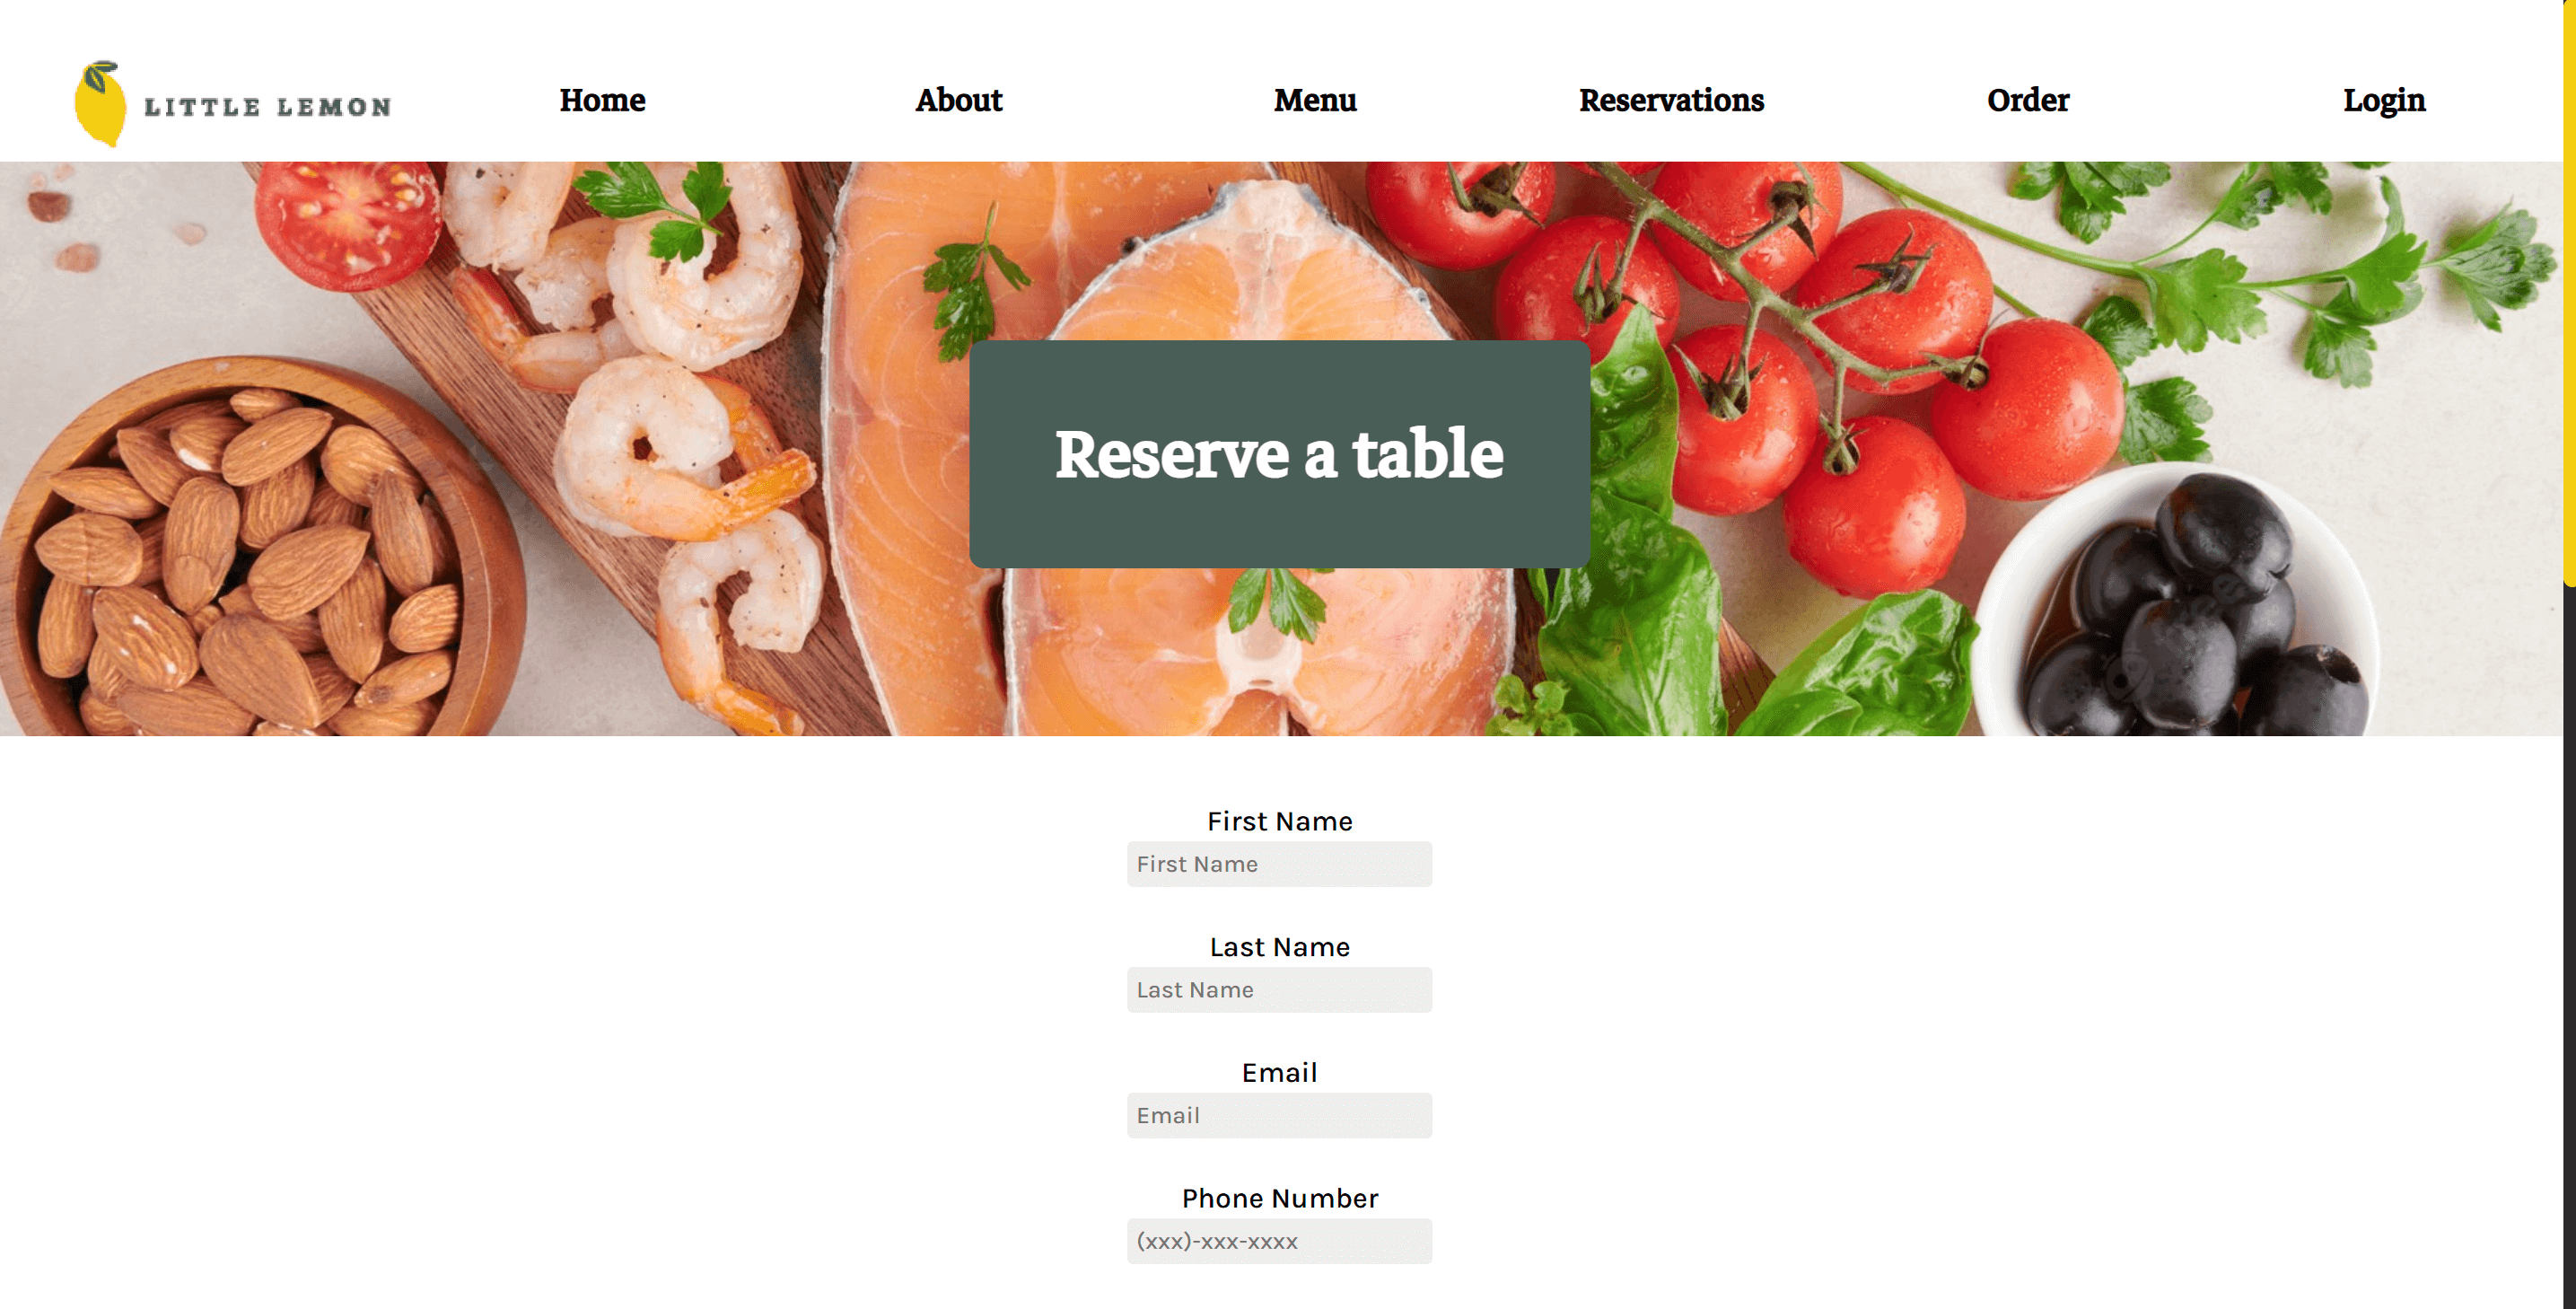 LITTLE LEMON
Home
About
Menu
Reservations
Order
Login
Reserve a table
First Name
First Name
Last Name
Last Name
Email
Email
Phone Number
(xxx)-xxx-xxxx